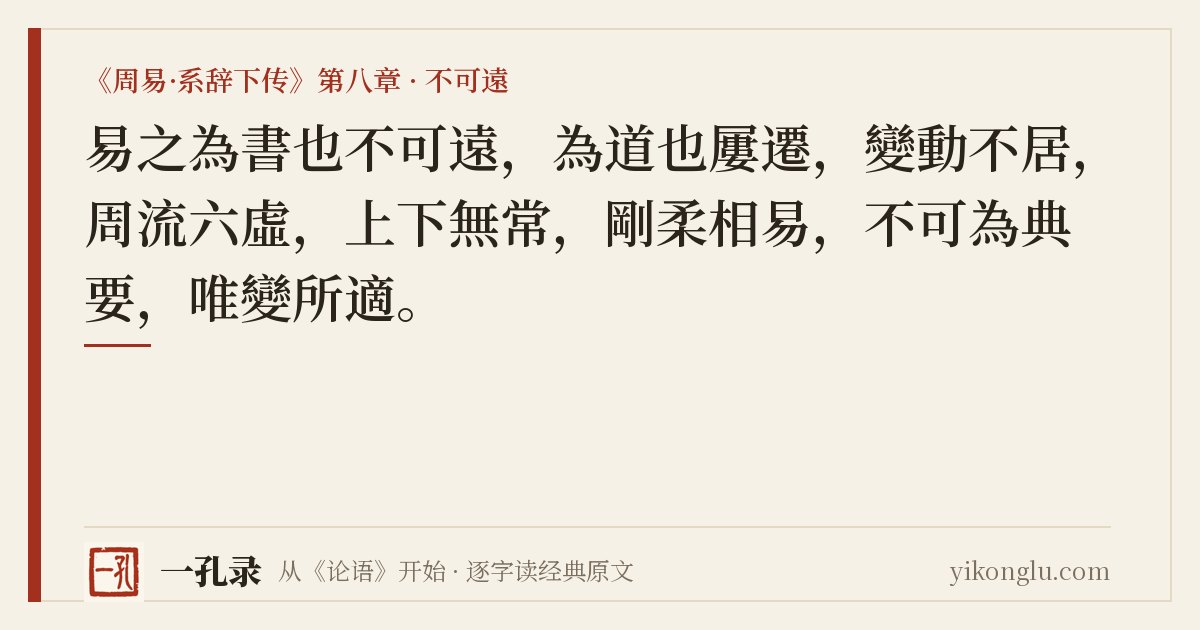 《周易·系辞下传》第八章 · 不可遠
易之為書也不可遠，為道也屢遷，變動不居，
周流六虛，上下無常，剛柔相易，不可為典
要，唯變所適。
一孔
一孔录 从《论语》开始 · 逐字读经典原文 yikonglu.com